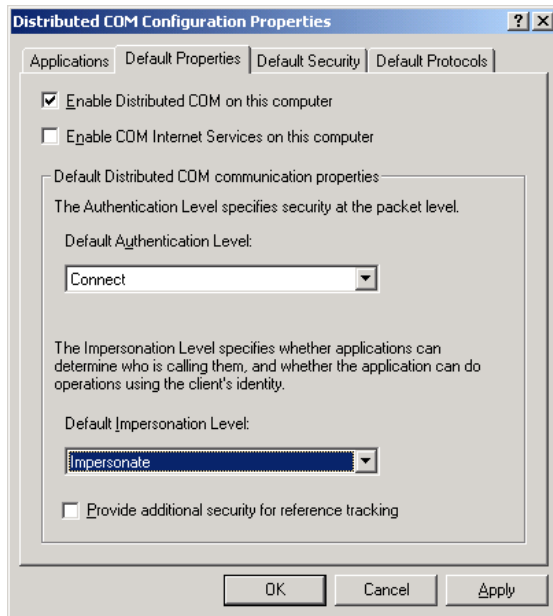 Distributed COM Configuration Properties
Applications Default Properties Default Security Default Protocols
Enable Distributed COM on this computer
Enable COM Internet Services on this computer
Default Distributed COM communication properties
The Authentication Level specifies security at the packet level.
Default Authentication Level:
Connect
The Impersonation Level specifies whether applications can
determine who is calling them, and whether the application can do
operations using the client's identity.
Default Impersonation Level:
Impersonate
Provide additional security for reference tracking
OK Cancel Apply